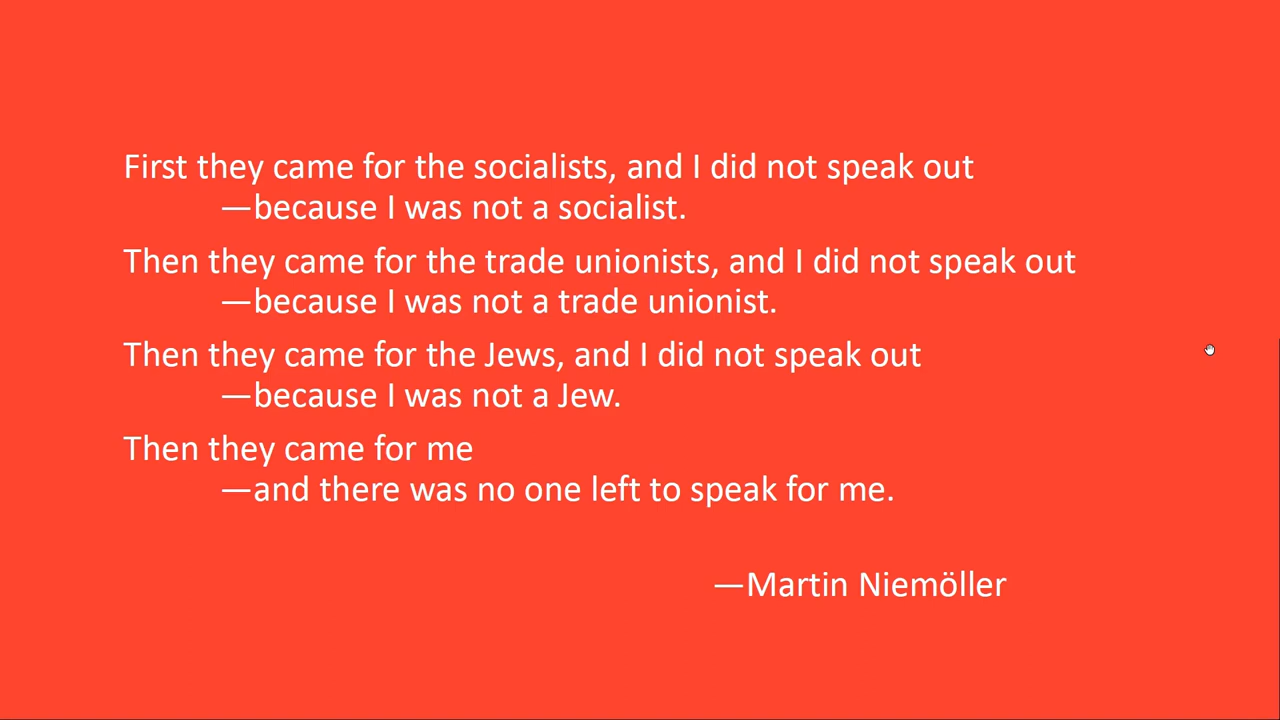 First they came for the socialists, and I did not speak out
—because I was not a socialist.
Then they came for the trade unionists, and I did not speak out
—because I was not a trade unionist.
Then they came for the Jews, and I did not speak out
—because I was not a Jew.
Then they came for me
—and there was no one left to speak for me.
—Martin Niemöller